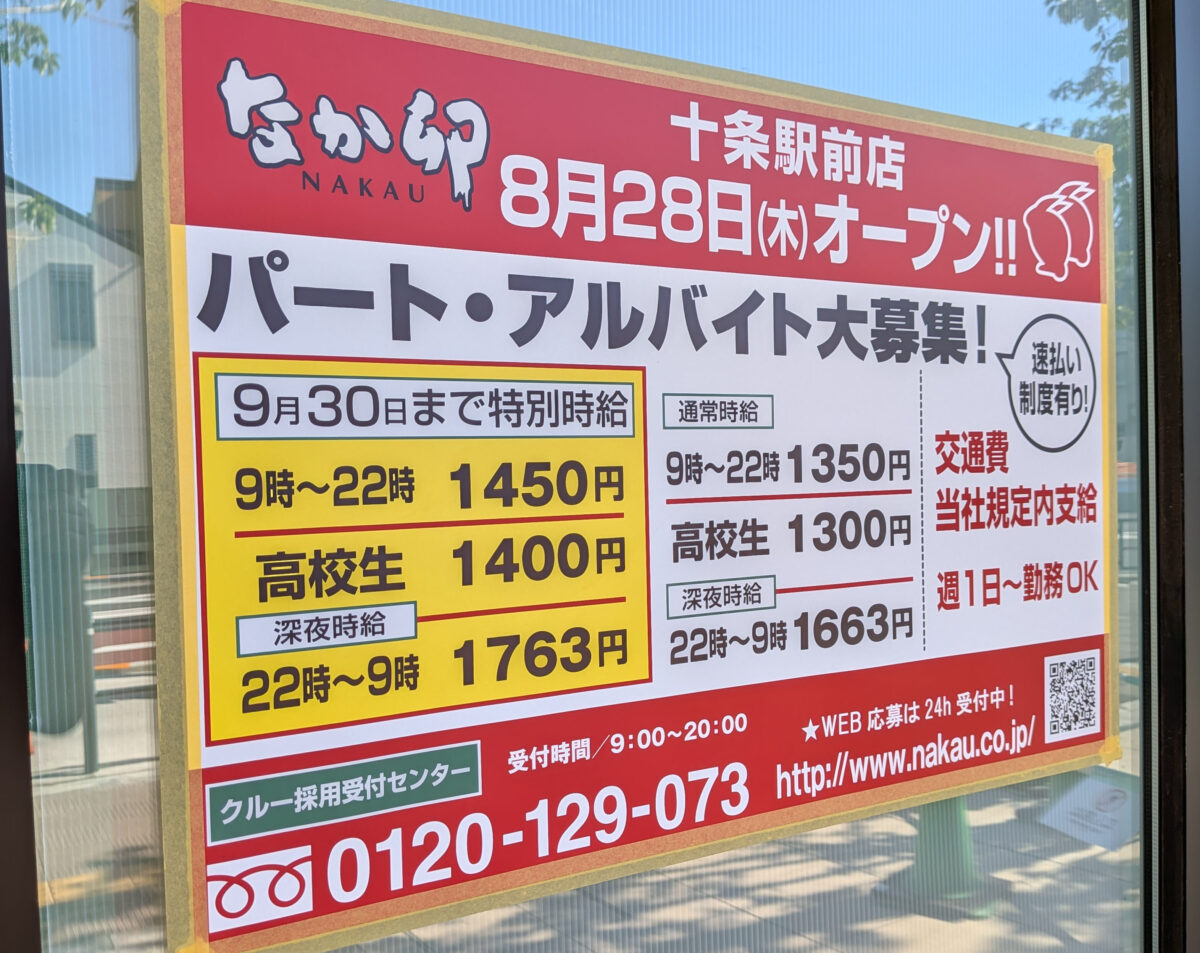 なか卯
NAKAU
十条駅前店
8月28日(木)オープン!!
パート・アルバイト大募集!
速払い
制度有り!
9月30日まで特別時給
9時～22時 1450円
高校生 1400円
深夜時給
22時～9時 1763円
通常時給
9時～22時 1350円
高校生 1300円
深夜時給
22時～9時 1663円
交通費
当社規定内支給
週1日～勤務OK
クルー採用受付センター
受付時間／9:00～20:00
0120-129-073
★WEB応募は24h受付中!
http://www.nakau.co.jp/